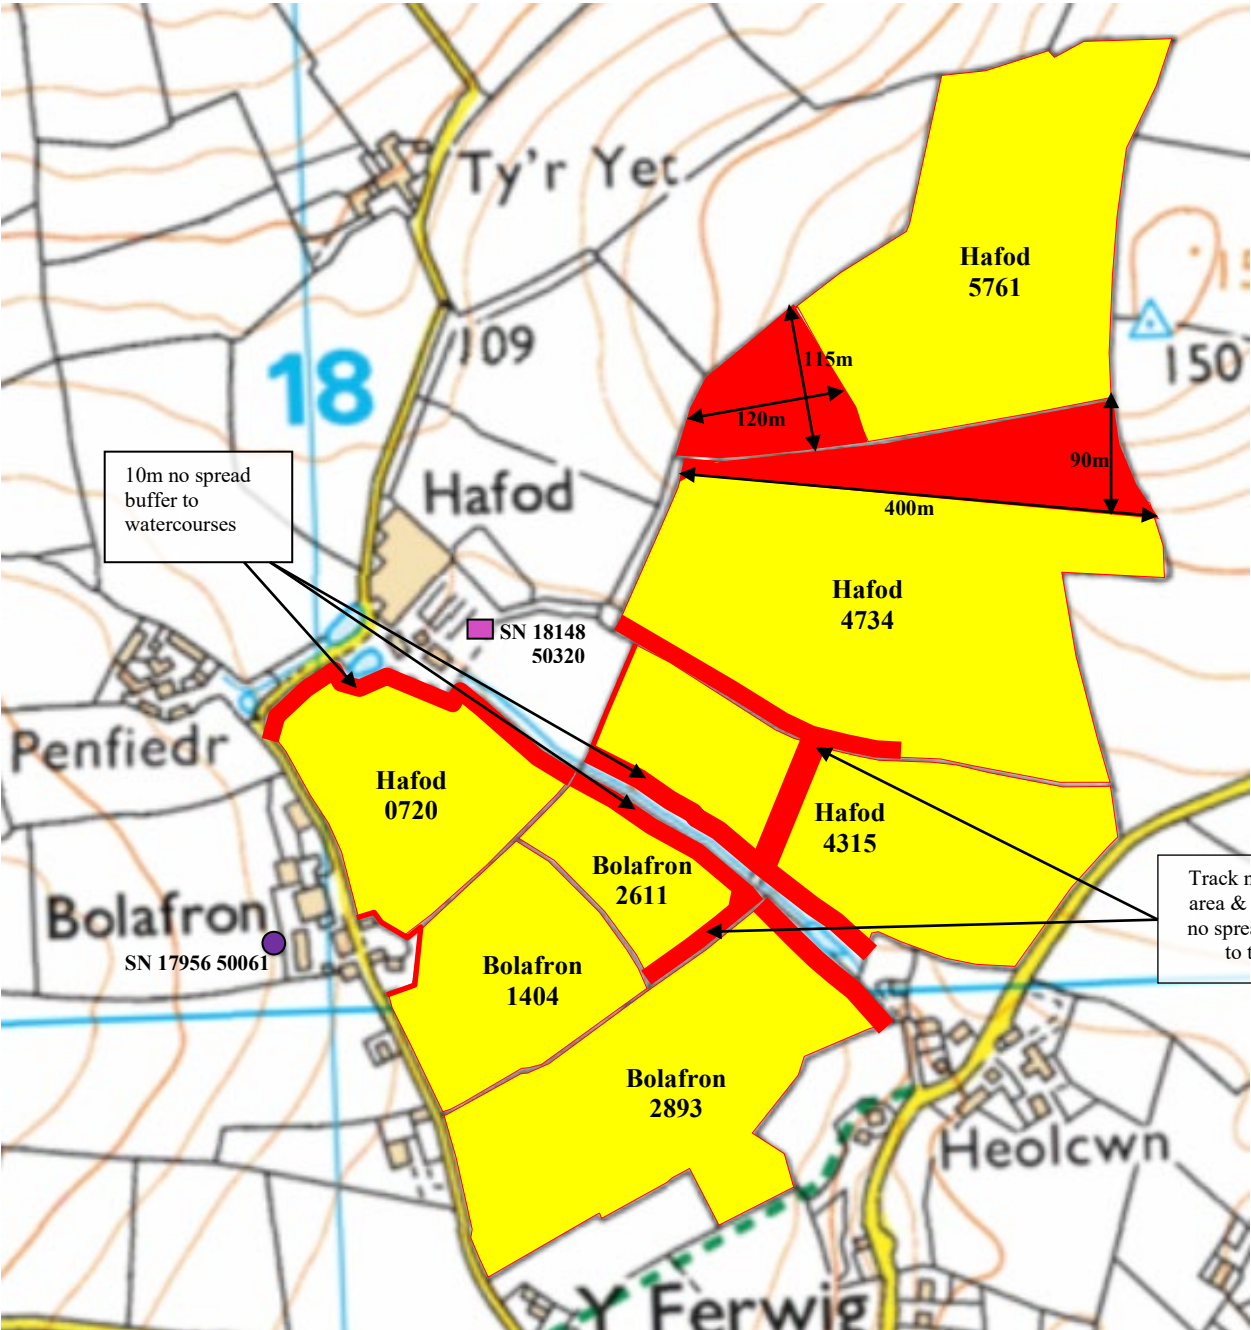 Ty'r Yet
Hafod
5761
109
150
18
115m
120m
90m
400m
10m no spread
buffer to
watercourses
Hafod
Hafod
4734
SN 18148
50320
Penfiedr
Hafod
0720
Hafod
4315
Bolafron
2611
Track
area &
no
to
Bolafron
SN 17956 50061
Bolafron
1404
Bolafron
2893
Heolcwn
Y Ferwig